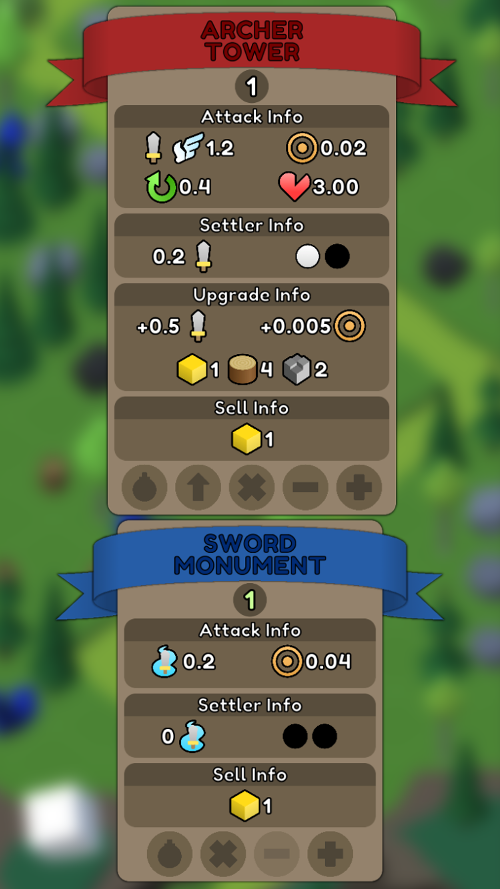 ARCHER
TOWER
1
Attack Info
1.2 0.02
0.4 3.00
Settler Info
0.2
Upgrade Info
+0.5 +0.005
1 4 2
Sell Info
1
SWORD
MONUMENT
1
Attack Info
0.2 0.04
Settler Info
0
Sell Info
1